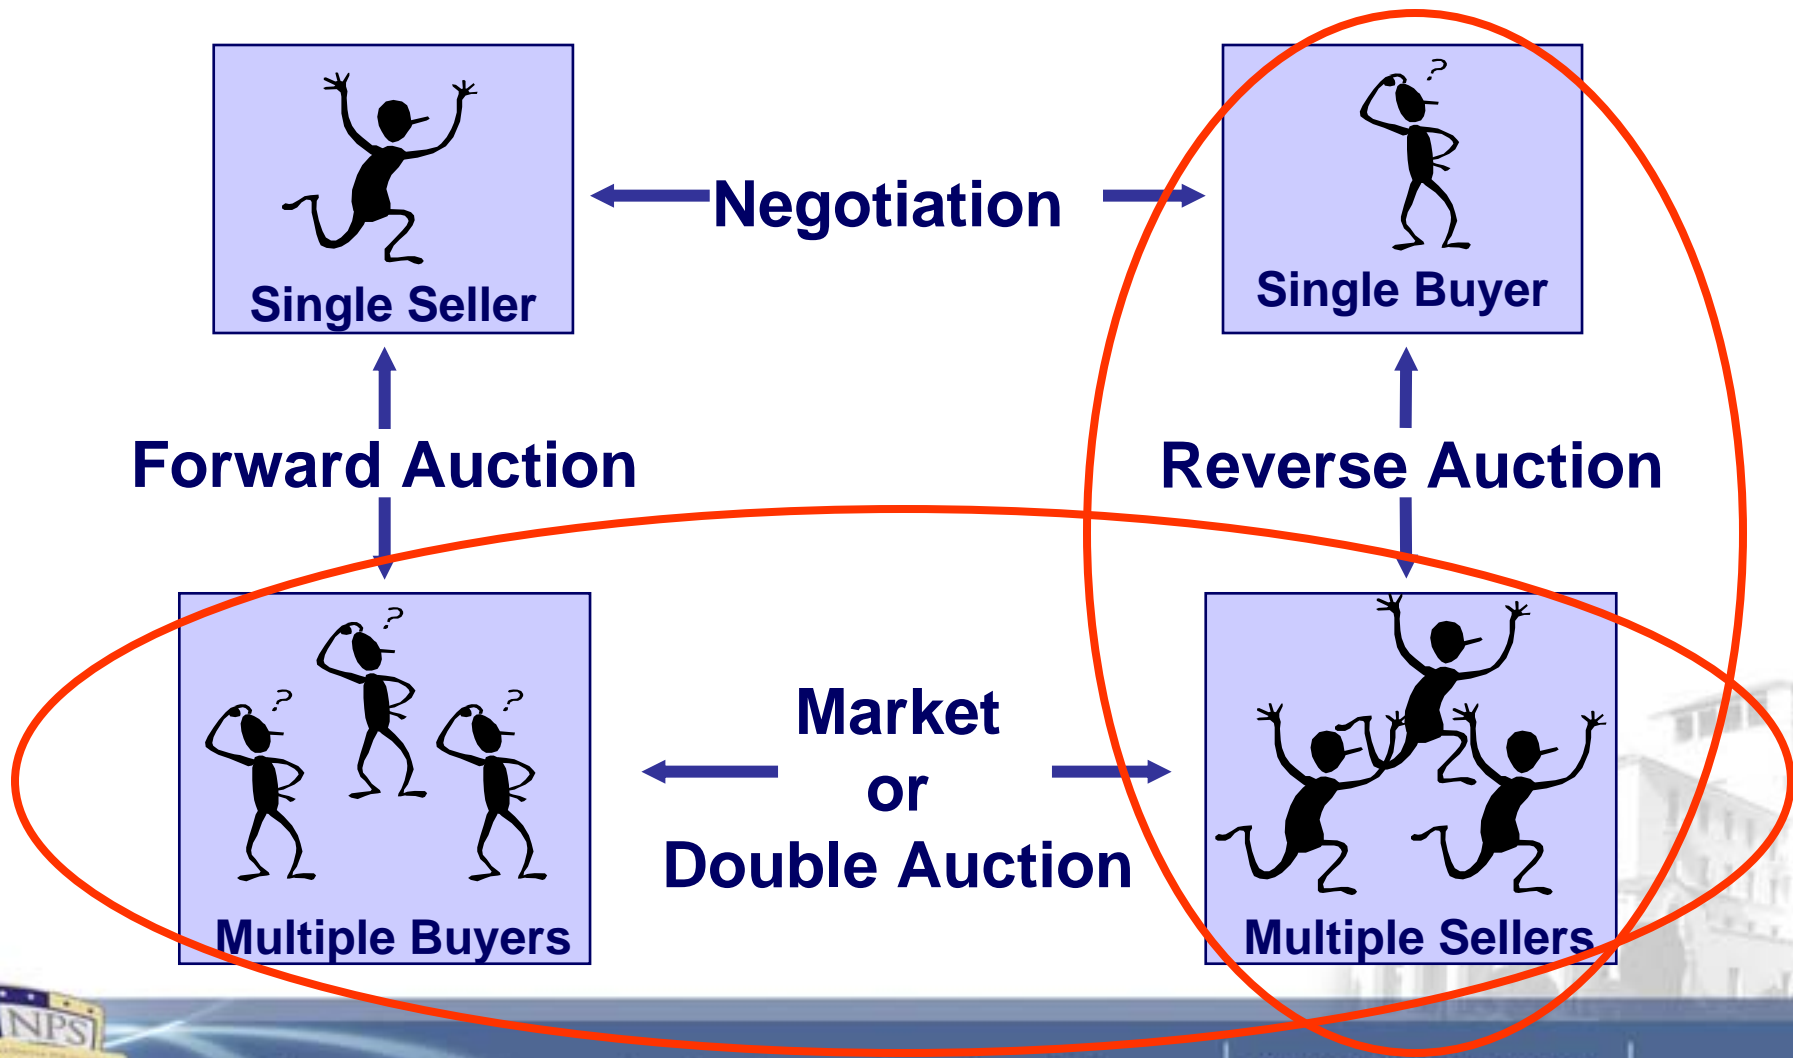 ?
Negotiation
Single Seller
Single Buyer
Forward Auction
Reverse Auction
?
?
?
Market
or
Double Auction
Multiple Buyers
Multiple Sellers
NPS